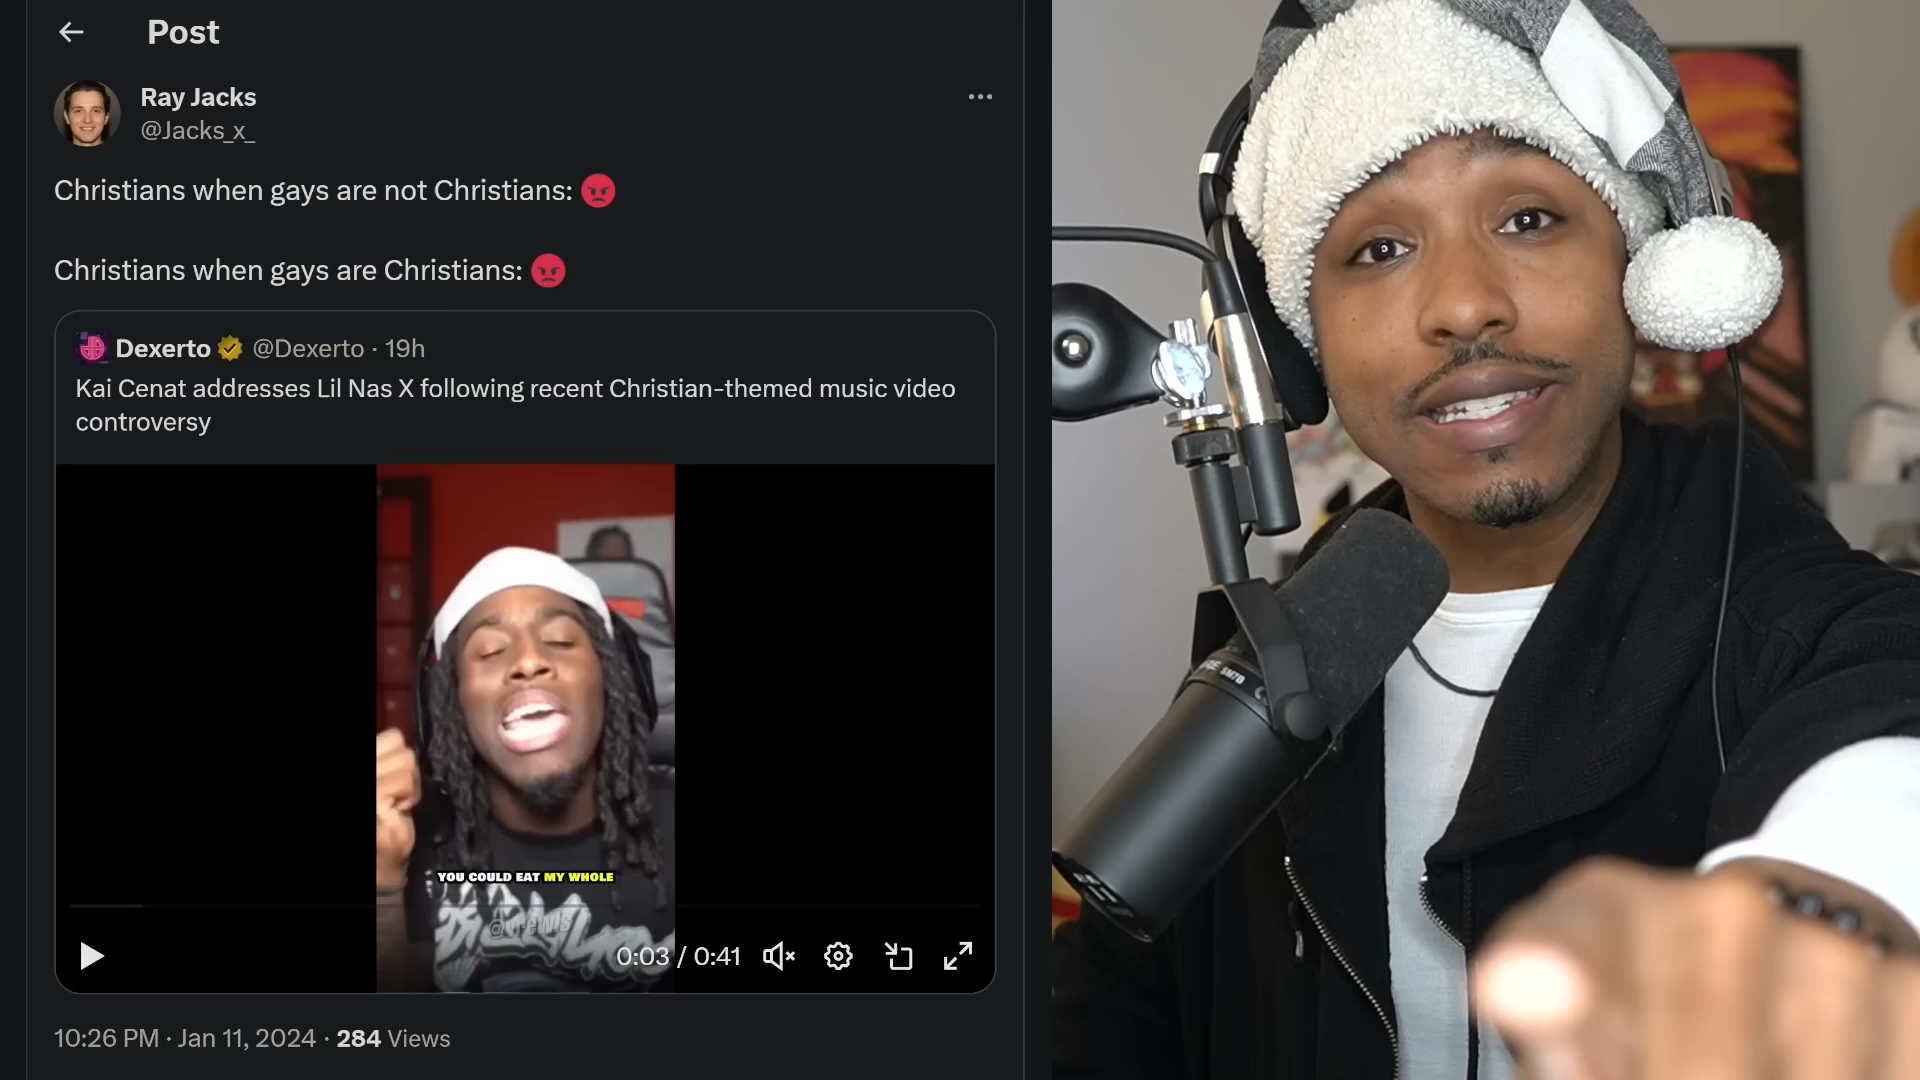 Post
Ray Jacks
@Jacks_x_
Christians when gays are not Christians: 😡
Christians when gays are Christians: 😡
Dexerto @Dexerto · 19h
Kai Cenat addresses Lil Nas X following recent Christian-themed music video
controversy
YOU COULD EAT MY WHOLE
0:03 / 0:41
10:26 PM · Jan 11, 2024 · 284 Views
SM7B